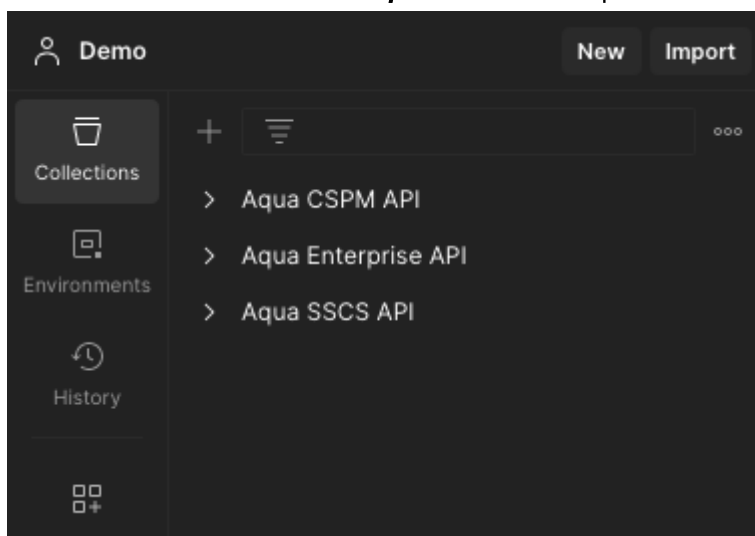 Demo
New
Import
Collections
Aqua CSPM API
Environments
Aqua Enterprise API
Aqua SSCS API
History